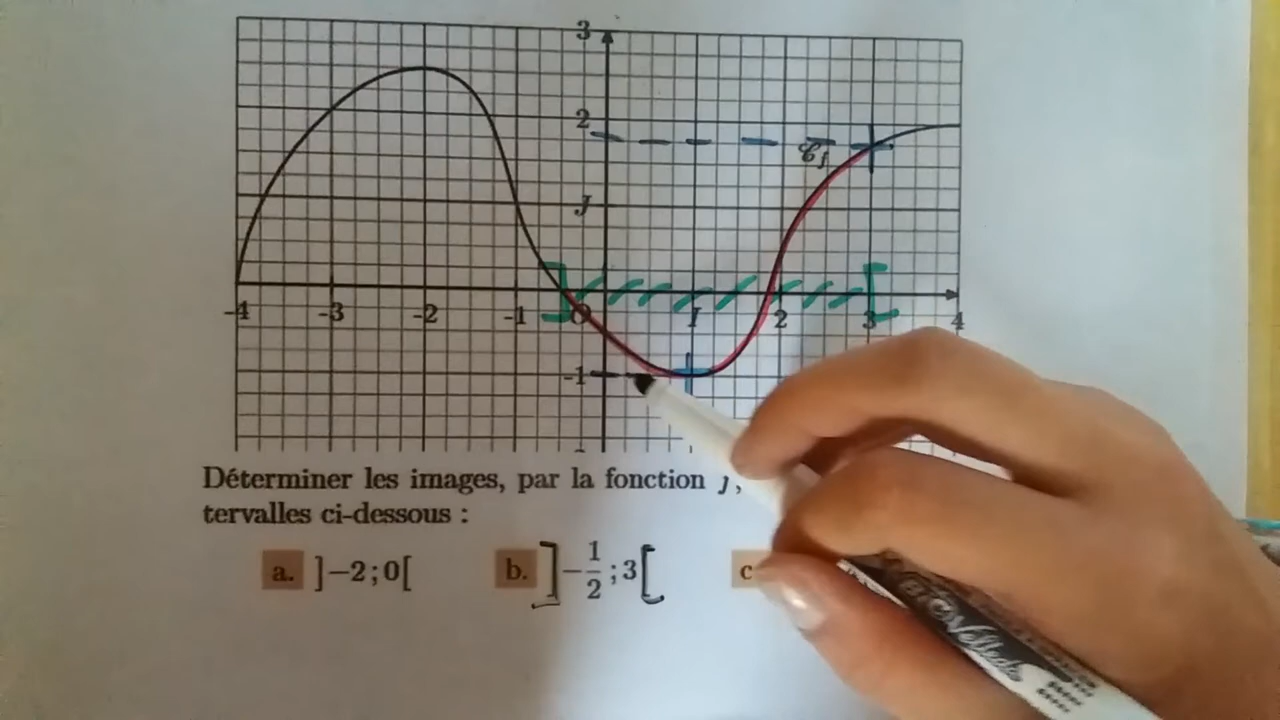 3
2
𝒞f
J
-4 -3 -2 -1 O I 2 3 4
-1
Déterminer les images, par la fonction f,
tervalles ci-dessous :
a. ]−2 ; 0[ b. ]−1/2 ; 3[ c
Velleda